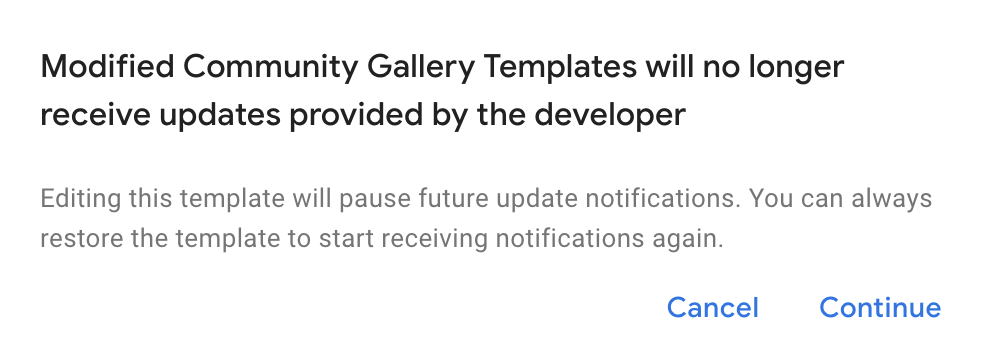 Modified Community Gallery Templates will no longer
receive updates provided by the developer
Editing this template will pause future update notifications. You can always
restore the template to start receiving notifications again.
Cancel Continue